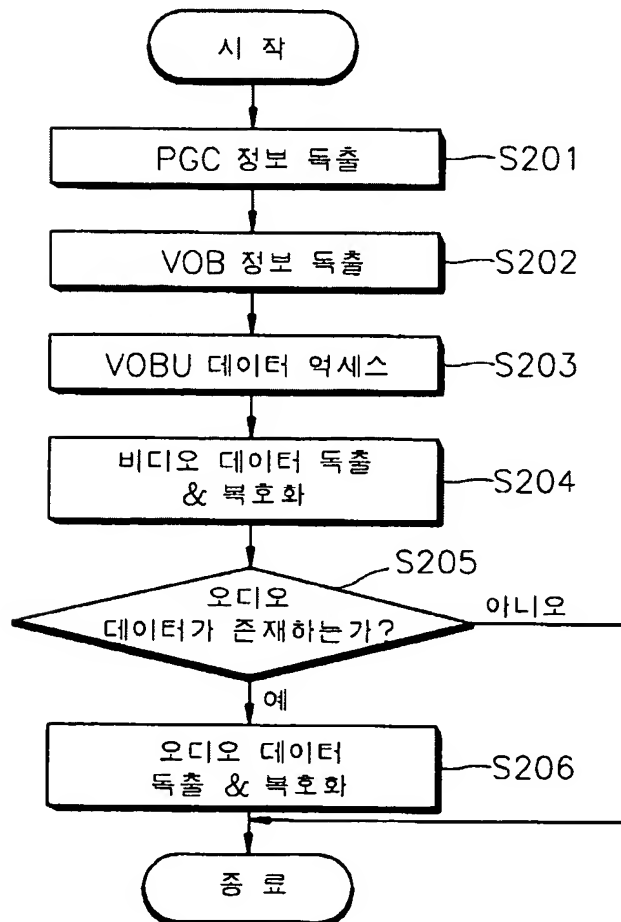 시 작
PGC 정보 독출
S201
VOB 정보 독출
S202
VOBU 데이터 억세스
S203
비디오 데이터 독출
& 복호화
S204
S205
오디오
데이터가 존재하는가?
아니오
예
오디오 데이터
독출 & 복호화
S206
종 료